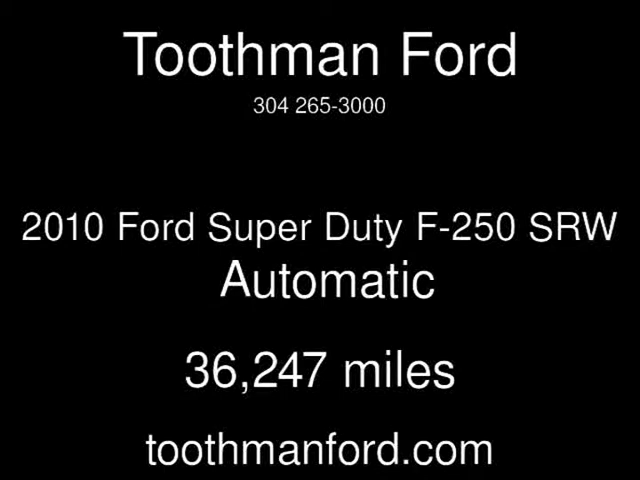 Toothman Ford
304 265-3000
2010 Ford Super Duty F-250 SRW
Automatic
36,247 miles
toothmanford.com